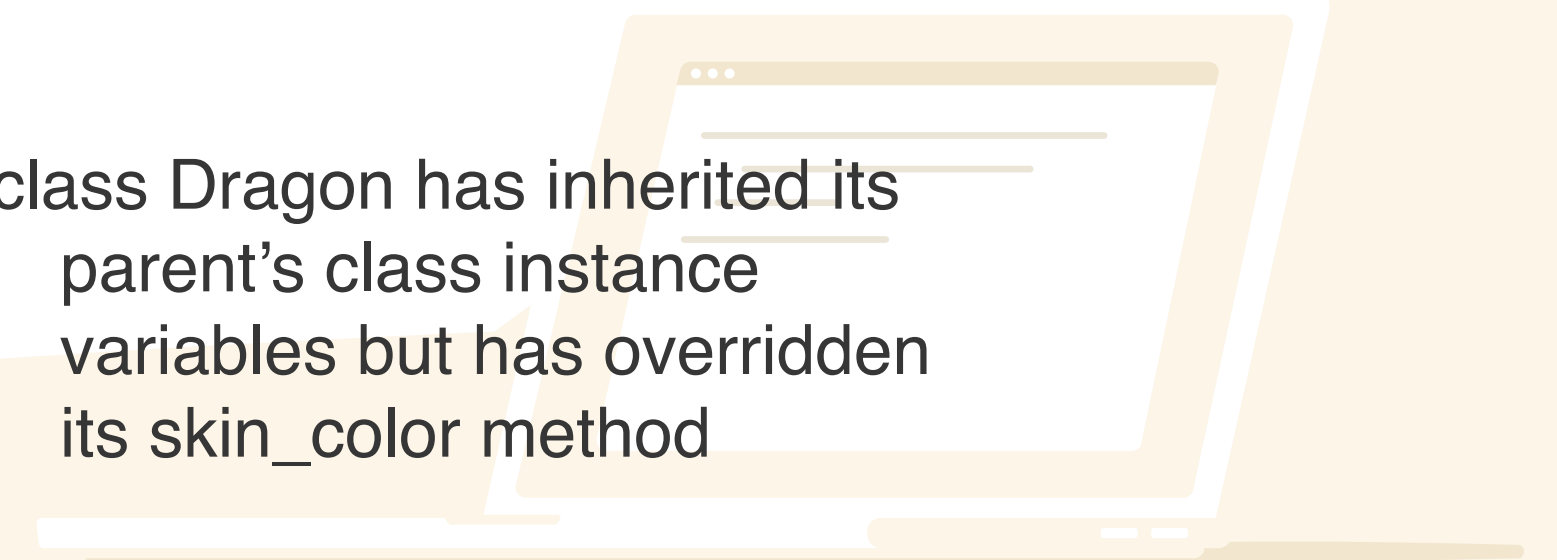 class Dragon has inherited its
parent’s class instance
variables but has overridden
its skin_color method